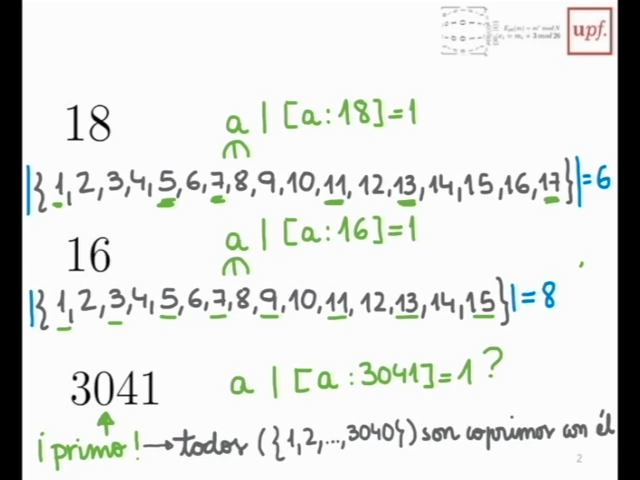 upf.
18
a | [a:18]=1
|{1,2,3,4,5,6,7,8,9,10,11,12,13,14,15,16,17}|=6
16
a | [a:16]=1
|{1,2,3,4,5,6,7,8,9,10,11,12,13,14,15}|=8
3041
a | [a:3041]=1?
¡primo! → todos ({1,2,...,3040}) son coprimos con él
2